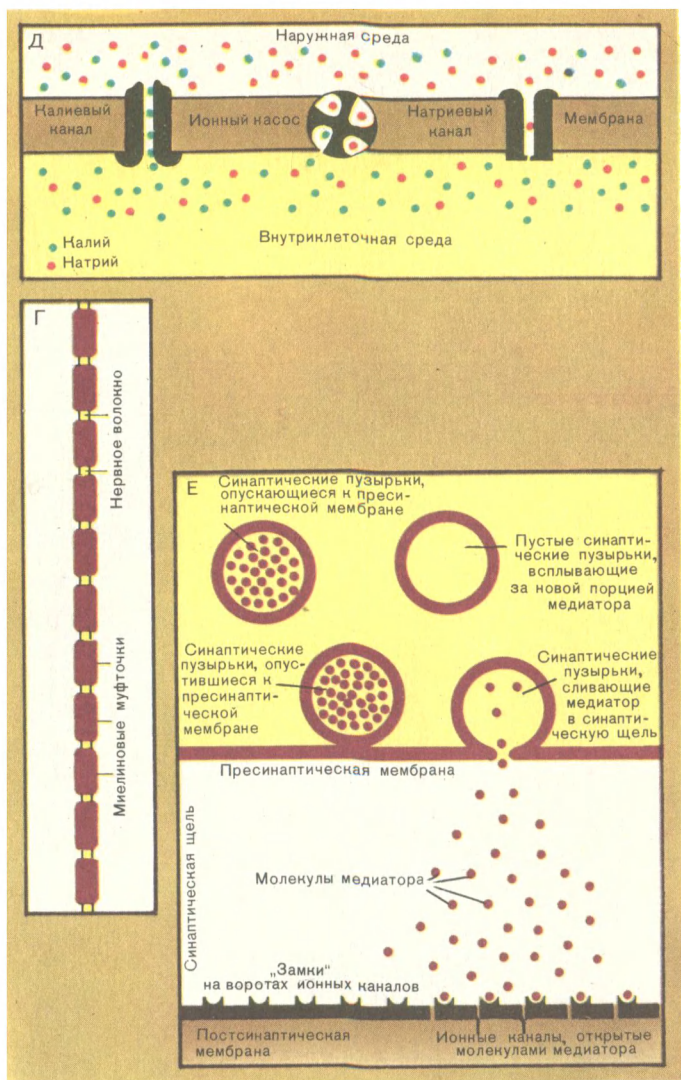 Д
Наружная среда
Калиевый
канал
Ионный насос
Натриевый
канал
Мембрана
Калий
Натрий
Внутриклеточная среда
Г
Нервное волокно
Миелиновые муфточки
Е
Синаптические пузырьки,
опускающиеся к преси-
наптической мембране
Пустые синапти-
ческие пузырьки,
всплывающие
за новой порцией
медиатора
Синаптические
пузырьки, опус-
тившиеся к
пресинапти-
ческой
мембране
Синаптические
пузырьки,
сливающие
медиатор
в синапти-
ческую щель
Пресинаптическая мембрана
Синаптическая щель
Молекулы медиатора
„Замки“
на воротах ионных каналов
Постсинаптическая
мембрана
Ионные каналы, открытые
молекулами медиатора